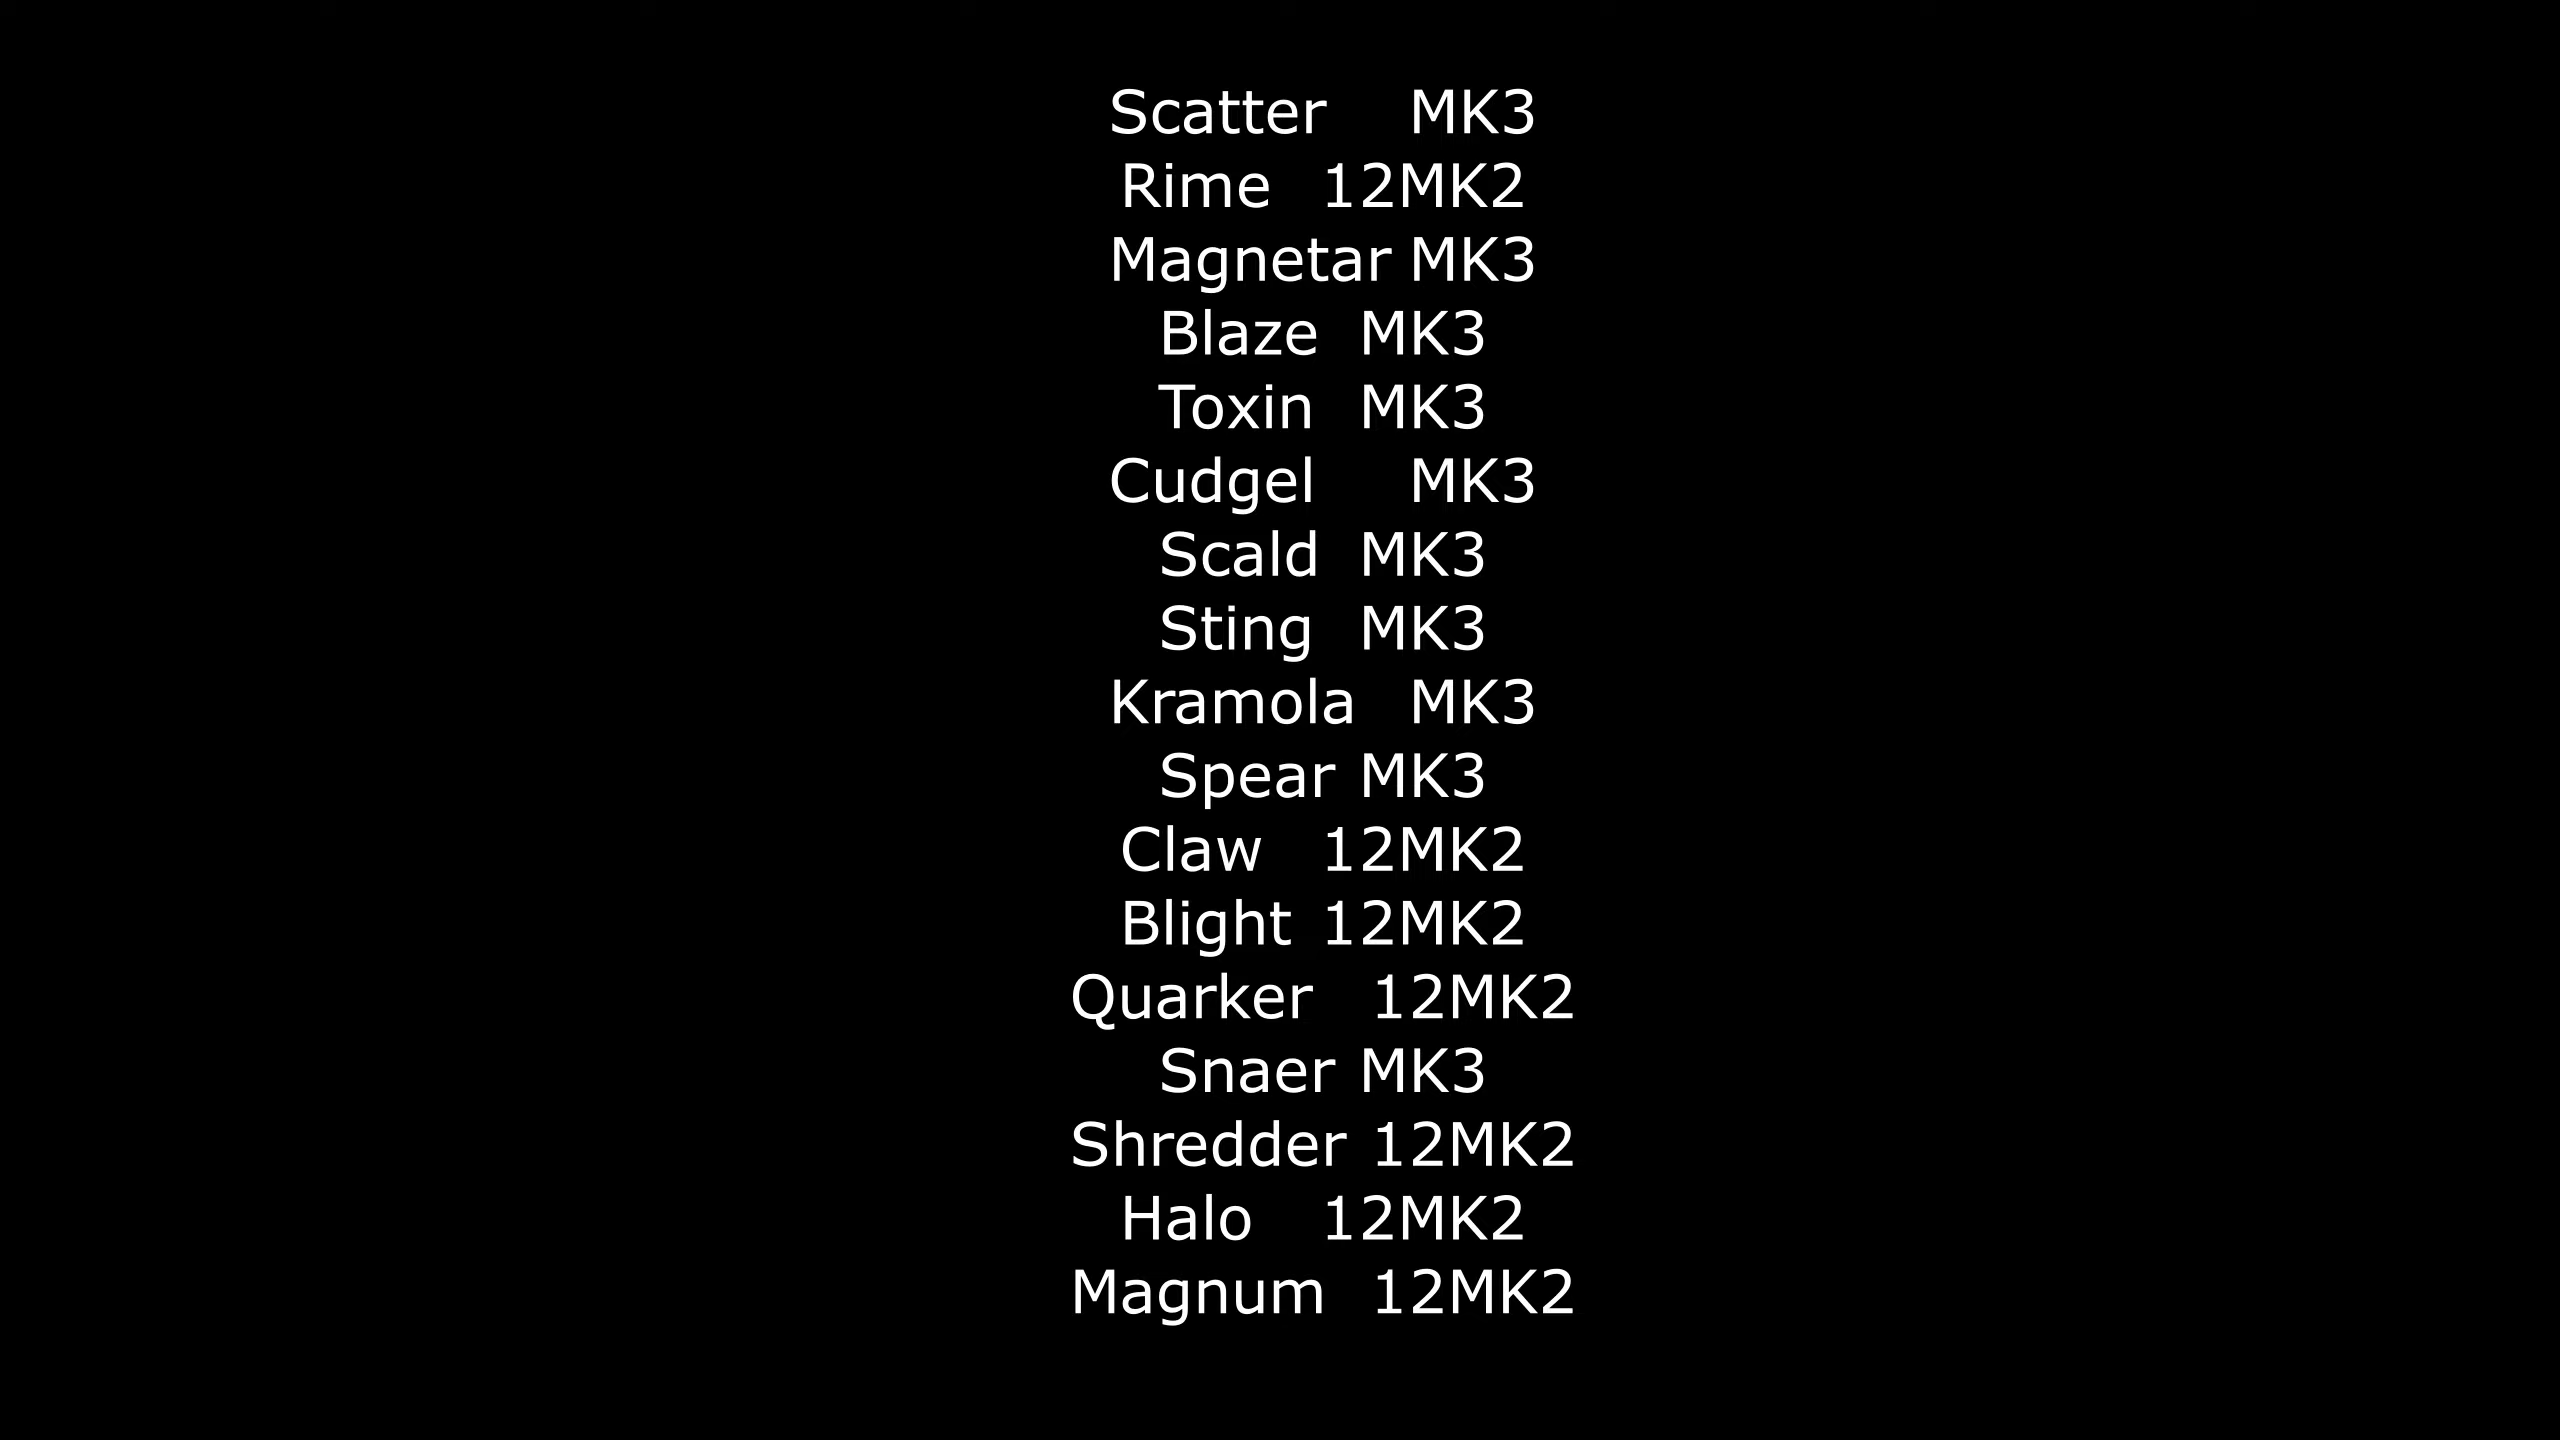 Scatter MK3
Rime 12MK2
Magnetar MK3
Blaze MK3
Toxin MK3
Cudgel MK3
Scald MK3
Sting MK3
Kramola MK3
Spear MK3
Claw 12MK2
Blight 12MK2
Quarker 12MK2
Snaer MK3
Shredder 12MK2
Halo 12MK2
Magnum 12MK2